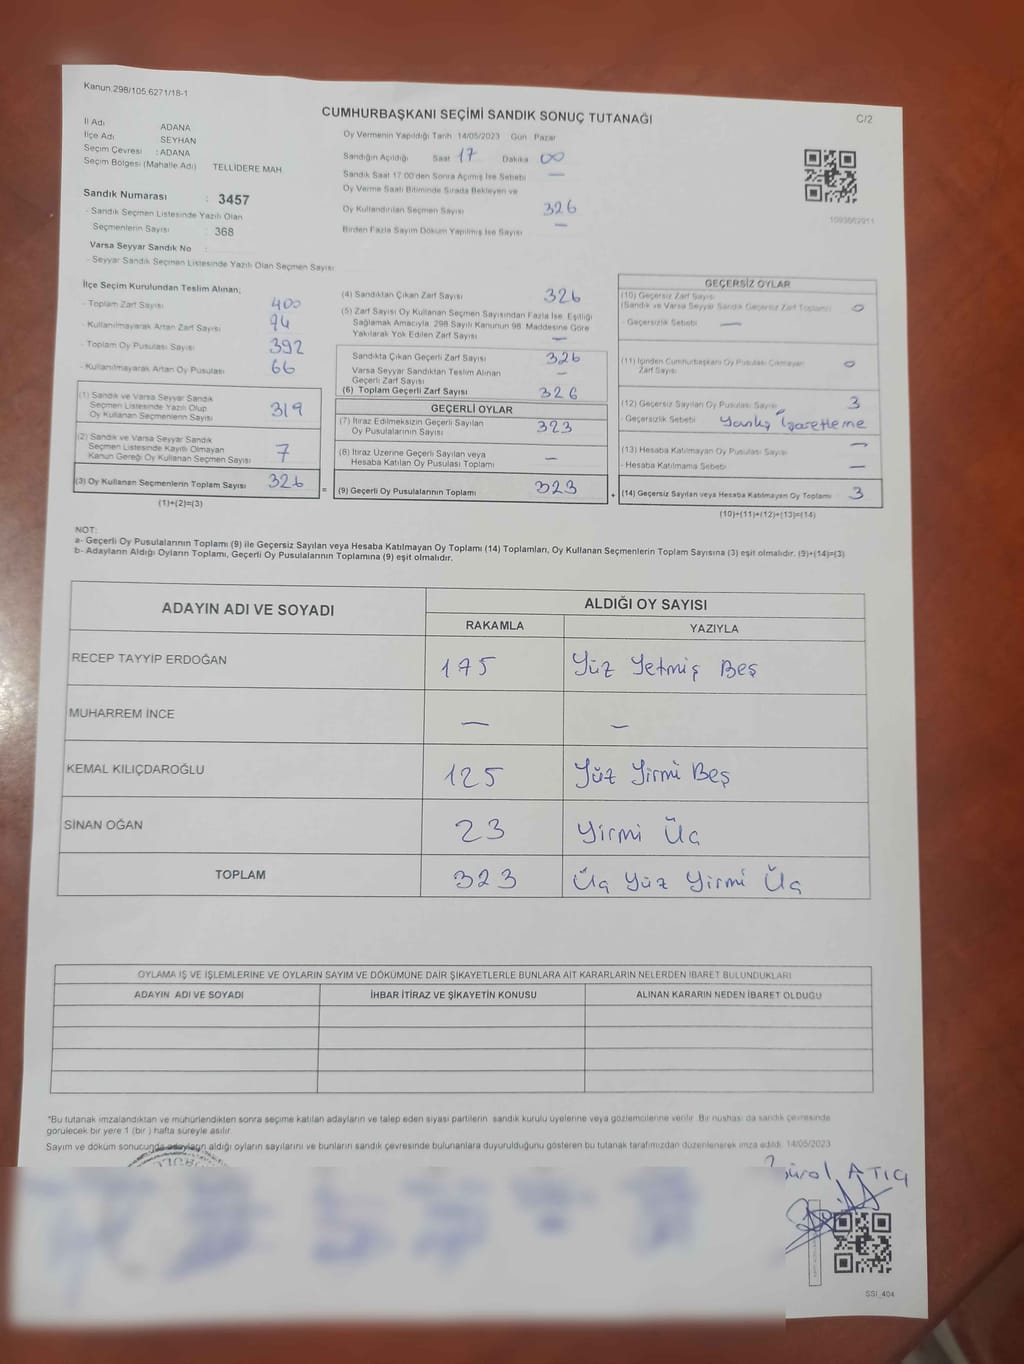 Kanun:298/105 6271/18-1
CUMHURBAŞKANI SEÇİMİ SANDIK SONUÇ TUTANAĞI
C/2
İl Adı ADANA
İlçe Adı SEYHAN
Seçim Çevresi : ADANA
Seçim Bölgesi (Mahalle Adı) TELLİDERE MAH.
Sandık Numarası : 3457
- Sandık Seçmen Listesinde Yazılı Olan
Seçmenlerin Sayısı 368
Varsa Seyyar Sandık No
- Seyyar Sandık Seçmen Listesinde Yazılı Olan Seçmen Sayısı
Oy Vermenin Yapıldığı Tarih 14/05/2023 Gün Pazar
Sandığın Açıldığı Saat 17 Dakika 00
Sandık Saat 17:00'den Sonra Açılmış İse Sebebi —
Oy Verme Saati Bitiminde Sırada Bekleyen ve
Oy Kullandırılan Seçmen Sayısı 326
Birden Fazla Sayım Döküm Yapılmış İse Sayısı —
1093662911
İlçe Seçim Kurulundan Teslim Alınan;
- Toplam Zarf Sayısı 400
- Kullanılmayarak Artan Zarf Sayısı 94
- Toplam Oy Pusulası Sayısı 392
- Kullanılmayarak Artan Oy Pusulası 66
(1) Sandık ve Varsa Seyyar Sandık
Seçmen Listesinde Yazılı Olup
Oy Kullanan Seçmenlerin Sayısı 319
(2) Sandık ve Varsa Seyyar Sandık
Seçmen Listesinde Kayıtlı Olmayan
Kanun Gereği Oy Kullanan Seçmen Sayısı 7
(3) Oy Kullanan Seçmenlerin Toplam Sayısı 326
(1)+(2)=(3)
=
(4) Sandıktan Çıkan Zarf Sayısı 326
(5) Zarf Sayısı Oy Kullanan Seçmen Sayısından Fazla İse, Eşitliği
Sağlamak Amacıyla, 298 Sayılı Kanunun 98. Maddesine Göre
Yakılarak Yok Edilen Zarf Sayısı —
Sandıkta Çıkan Geçerli Zarf Sayısı 326
Varsa Seyyar Sandıktan Teslim Alınan
Geçerli Zarf Sayısı —
(6) Toplam Geçerli Zarf Sayısı 326
GEÇERLİ OYLAR
(7) İtiraz Edilmeksizin Geçerli Sayılan
Oy Pusulalarının Sayısı 323
(8) İtiraz Üzerine Geçerli Sayılan veya
Hesaba Katılan Oy Pusulası Toplamı —
(9) Geçerli Oy Pusulalarının Toplamı 323
+
GEÇERSİZ OYLAR
(10) Geçersiz Zarf Sayısı
(Sandık ve Varsa Seyyar Sandık Geçersiz Zarf Toplamı) 0
- Geçersizlik Sebebi —
(11) İçinden Cumhurbaşkanı Oy Pusulası Çıkmayan
Zarf Sayısı 0
(12) Geçersiz Sayılan Oy Pusulası Sayısı 3
- Geçersizlik Sebebi Yanlış İşaretleme
(13) Hesaba Katılmayan Oy Pusulası Sayısı —
- Hesaba Katılmama Sebebi —
(14) Geçersiz Sayılan veya Hesaba Katılmayan Oy Toplamı 3
(10)+(11)+(12)+(13)=(14)
NOT:
a- Geçerli Oy Pusulalarının Toplamı (9) ile Geçersiz Sayılan veya Hesaba Katılmayan Oy Toplamı (14) Toplamları, Oy Kullanan Seçmenlerin Toplam Sayısına (3) eşit olmalıdır. (9)+(14)=(3)
b- Adayların Aldığı Oyların Toplamı, Geçerli Oy Pusulalarının Toplamına (9) eşit olmalıdır.
ADAYIN ADI VE SOYADI
ALDIĞI OY SAYISI
RAKAMLA YAZIYLA
RECEP TAYYİP ERDOĞAN 175 Yüz Yetmiş Beş
MUHARREM İNCE — —
KEMAL KILIÇDAROĞLU 125 Yüz Yirmi Beş
SİNAN OĞAN 23 Yirmi Üç
TOPLAM 323 Üç Yüz Yirmi Üç
OYLAMA İŞ VE İŞLEMLERİNE VE OYLARIN SAYIM VE DÖKÜMÜNE DAİR ŞİKAYETLERLE BUNLARA AİT KARARLARIN NELERDEN İBARET BULUNDUKLARI
ADAYIN ADI VE SOYADI İHBAR İTİRAZ VE ŞİKAYETİN KONUSU ALINAN KARARIN NEDEN İBARET OLDUĞU
*Bu tutanak imzalandıktan ve mühürlendikten sonra seçime katılan adayların ve talep eden siyasi partilerin sandık kurulu üyelerine veya gözlemcilerine verilir. Bir nüshası da sandık çevresinde
görülecek bir yere 1 (bir ) hafta süreyle asılır.
Sayım ve döküm sonucunda adayların aldığı oyların sayılarını ve bunların sandık çevresinde bulunanlara duyurulduğunu gösteren bu tutanak tarafımızdan düzenlenerek imza edildi. 14/05/2023
Gürol ATICI
SSI_404